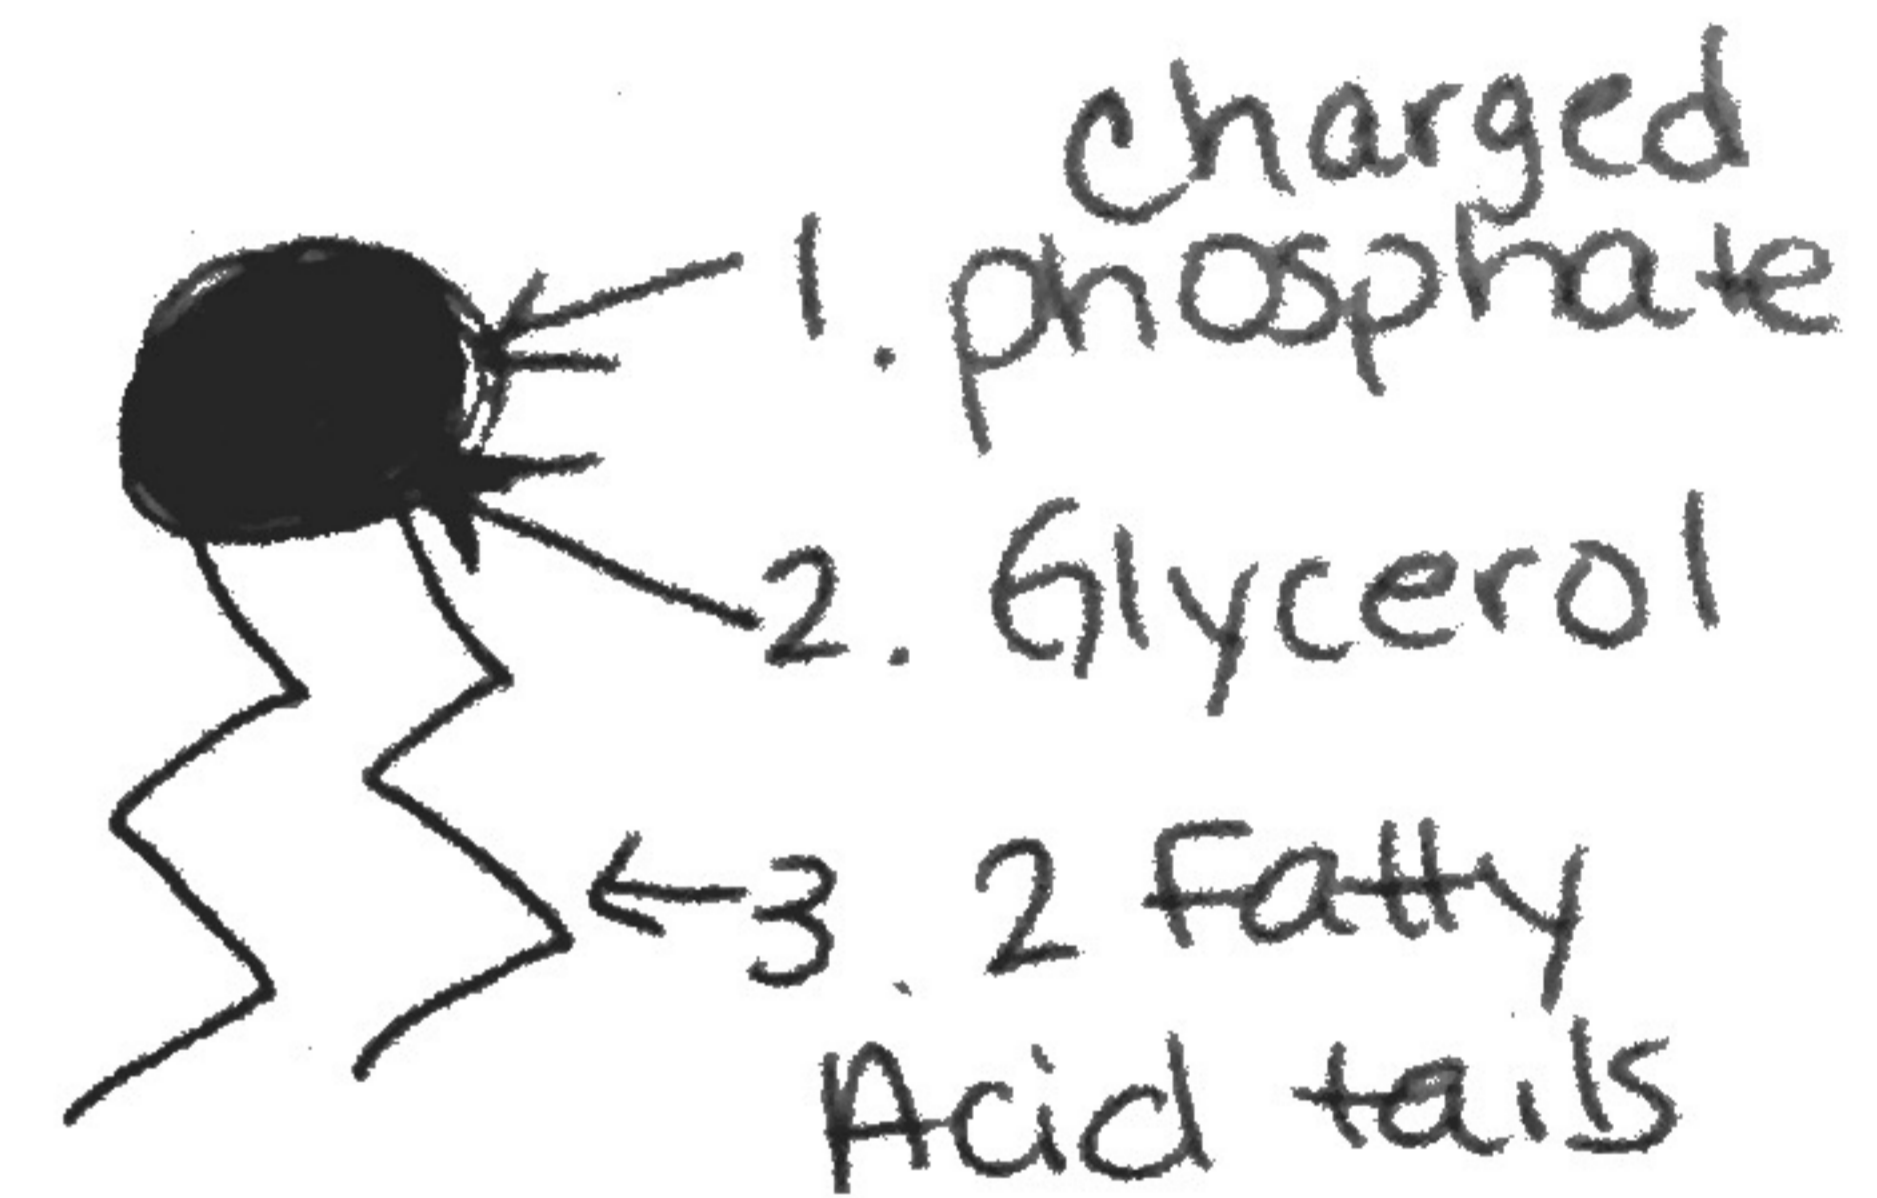 charged
1. phosphate
2. Glycerol
3. 2 Fatty
Acid tails